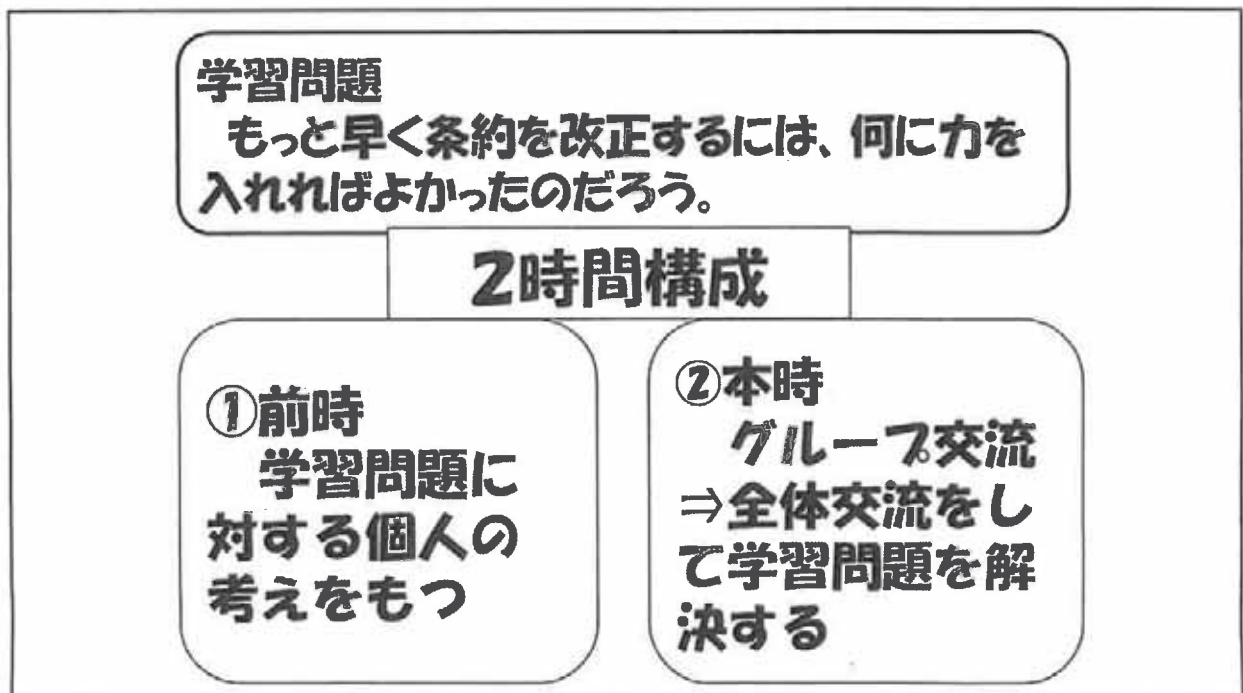 学習問題
もっと早く条約を改正するには、何に力を
入れればよかったのだろう。
2時間構成
①前時
学習問題に
対する個人の
考えをもつ
②本時
グループ交流
⇒全体交流をし
て学習問題を解
決する